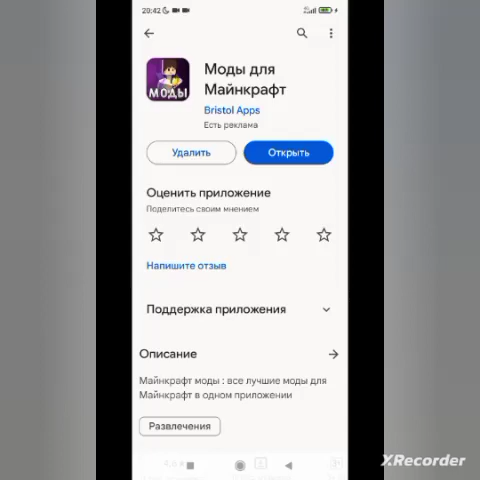 20:42
МОДЫ
Моды для
Майнкрафт
Bristol Apps
Есть реклама
Удалить
Открыть
Оценить приложение
Поделитесь своим мнением
Напишите отзыв
Поддержка приложения
Описание
Майнкрафт моды : все лучшие моды для
Майнкрафт в одном приложении
Развлечения
XRecorder